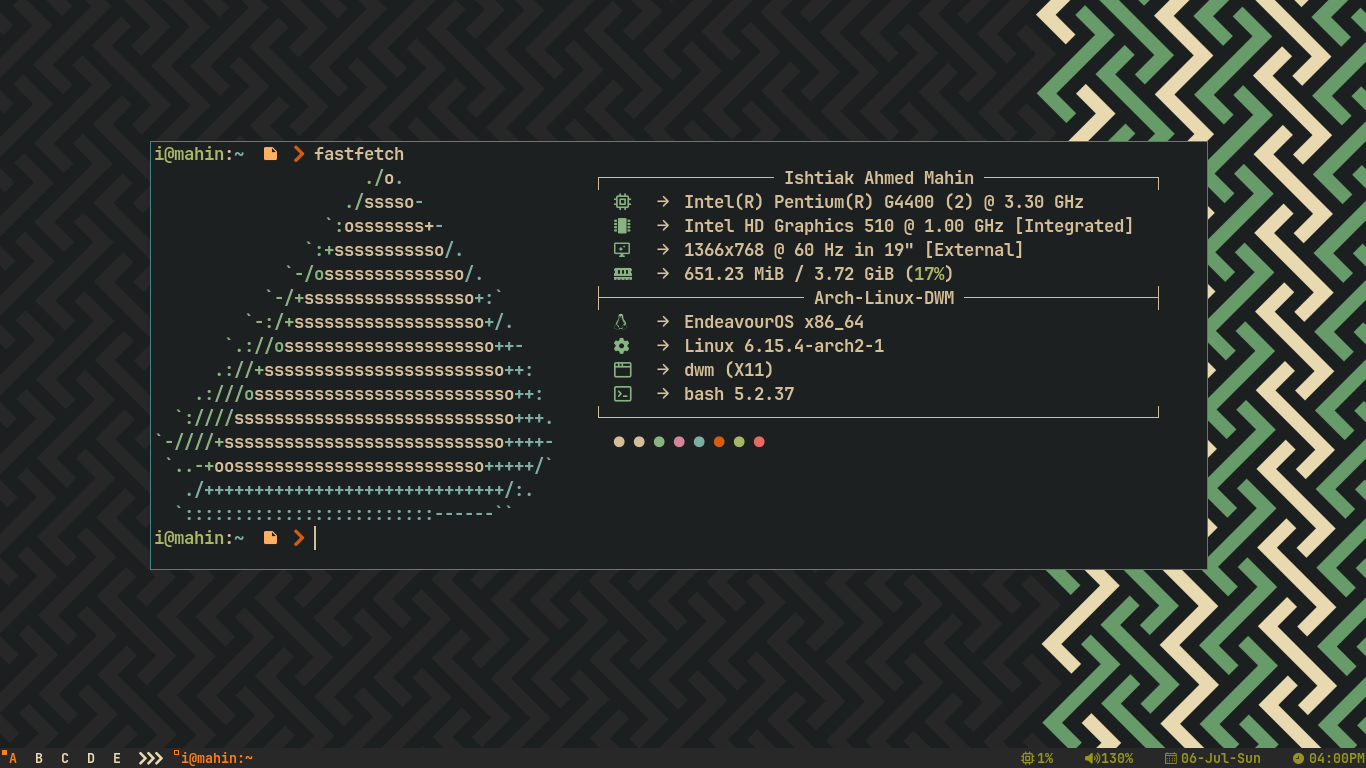 i@mahin:~ fastfetch
./o.
./sssso-
`:osssssss+-
`:+sssssssssso/.
`-/ossssssssssssso/.
`-/+sssssssssssssssso+:`
`-:/+sssssssssssssssssso+/.
`.://osssssssssssssssssssso++-
.://+ssssssssssssssssssssssso++:
.:///ossssssssssssssssssssssssso++:
`:////ssssssssssssssssssssssssssso+++.
`-////+ssssssssssssssssssssssssssso++++-
`..-+oosssssssssssssssssssssssso+++++/`
./++++++++++++++++++++++++++++++/:.
`:::::::::::::::::::::::::------``
Ishtiak Ahmed Mahin
→ Intel(R) Pentium(R) G4400 (2) @ 3.30 GHz
→ Intel HD Graphics 510 @ 1.00 GHz [Integrated]
→ 1366x768 @ 60 Hz in 19" [External]
→ 651.23 MiB / 3.72 GiB (17%)
Arch-Linux-DWM
→ EndeavourOS x86_64
→ Linux 6.15.4-arch2-1
→ dwm (X11)
→ bash 5.2.37
i@mahin:~
A B C D E i@mahin:~ 1% 130% 06-Jul-Sun 04:00PM